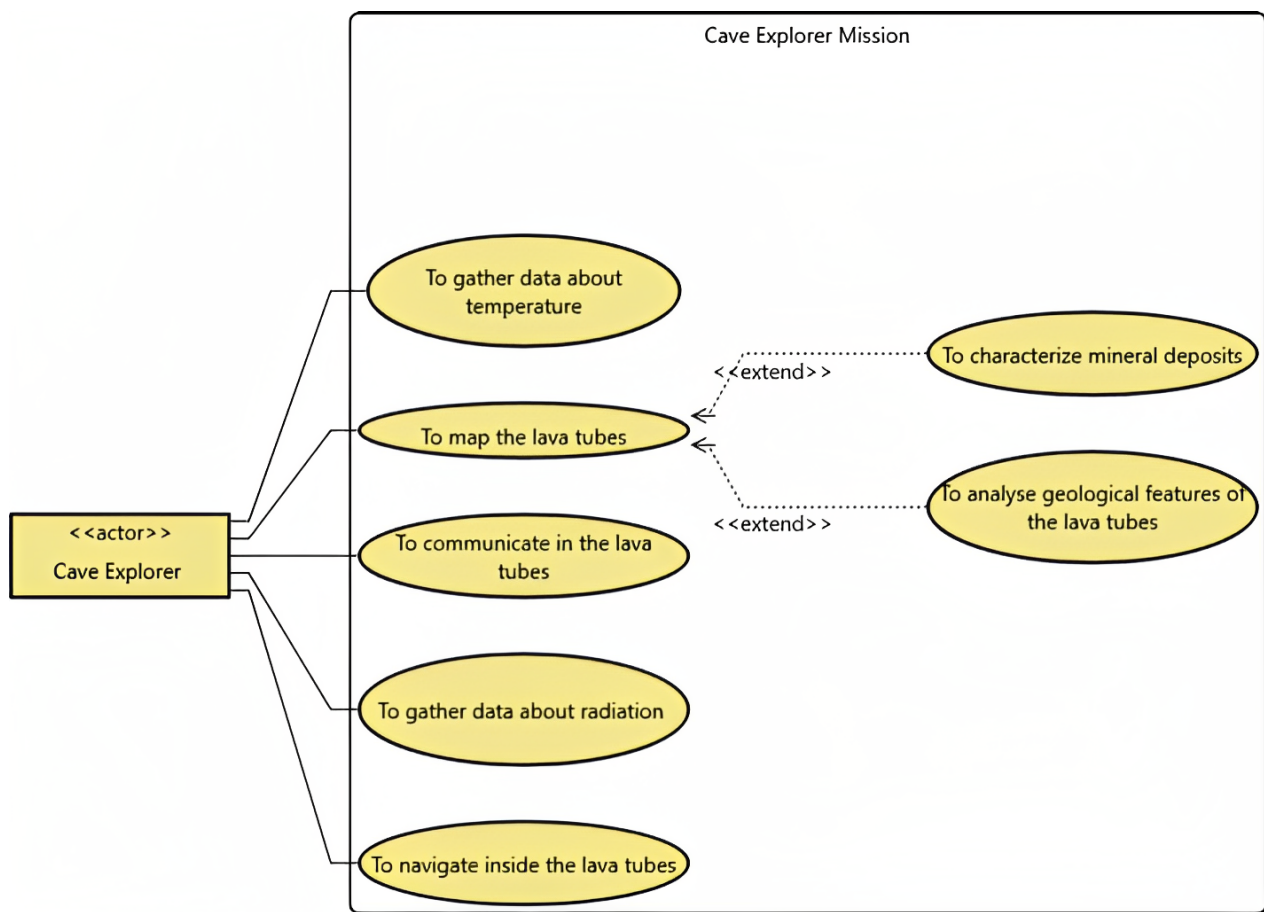 Cave Explorer Mission
To gather data about
temperature
To characterize mineral deposits
<<extend>>
To map the lava tubes
To analyse geological features of
the lava tubes
<<extend>>
<<actor>>
Cave Explorer
To communicate in the lava
tubes
To gather data about radiation
To navigate inside the lava tubes